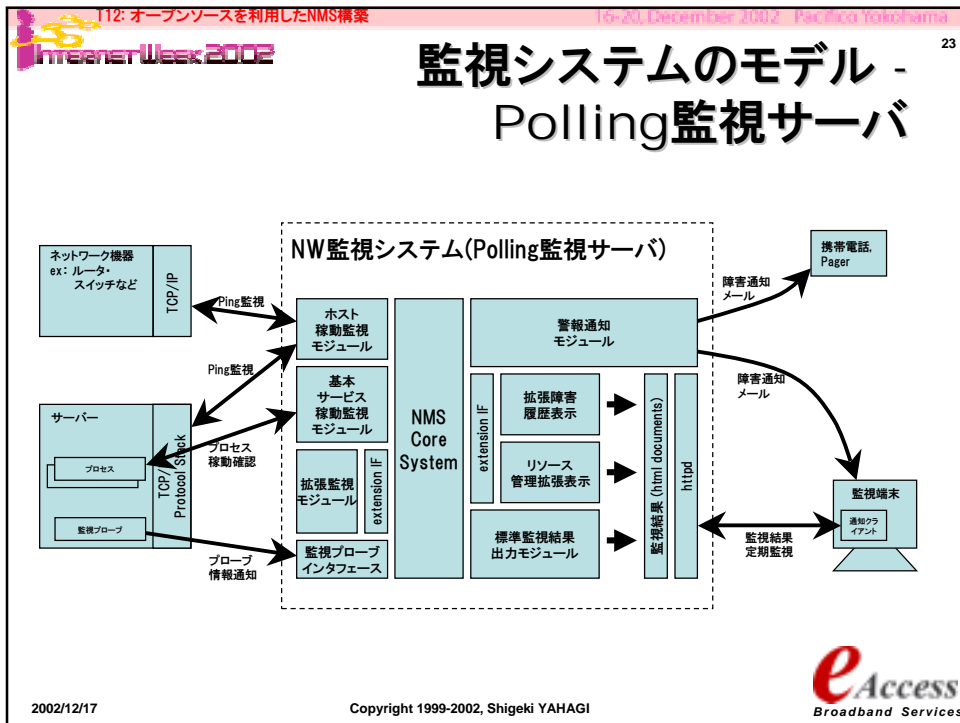 T12: オープンソースを利用したNMS構築
16-20, December 2002 Pacifico Yokohama
InternetWeek2002
23
監視システムのモデル -
Polling監視サーバ
NW監視システム(Polling監視サーバ)
ネットワーク機器
ex: ルータ・
スイッチなど
TCP/IP
Ping監視
Ping監視
サーバー
プロセス
監視プローブ
TCP/
Protocol Stack
プロセス
稼動確認
プローブ
情報通知
ホスト
稼動監視
モジュール
基本
サービス
稼動監視
モジュール
拡張監視
モジュール
extension IF
監視プローブ
インタフェース
NMS
Core
System
警報通知
モジュール
extension IF
拡張障害
履歴表示
リソース
管理拡張表示
標準監視結果
出力モジュール
監視結果 (html documents)
httpd
障害通知
メール
携帯電話,
Pager
障害通知
メール
監視結果
定期監視
監視端末
通知クラ
イアント
eAccess
Broadband Services
2002/12/17
Copyright 1999-2002, Shigeki YAHAGI